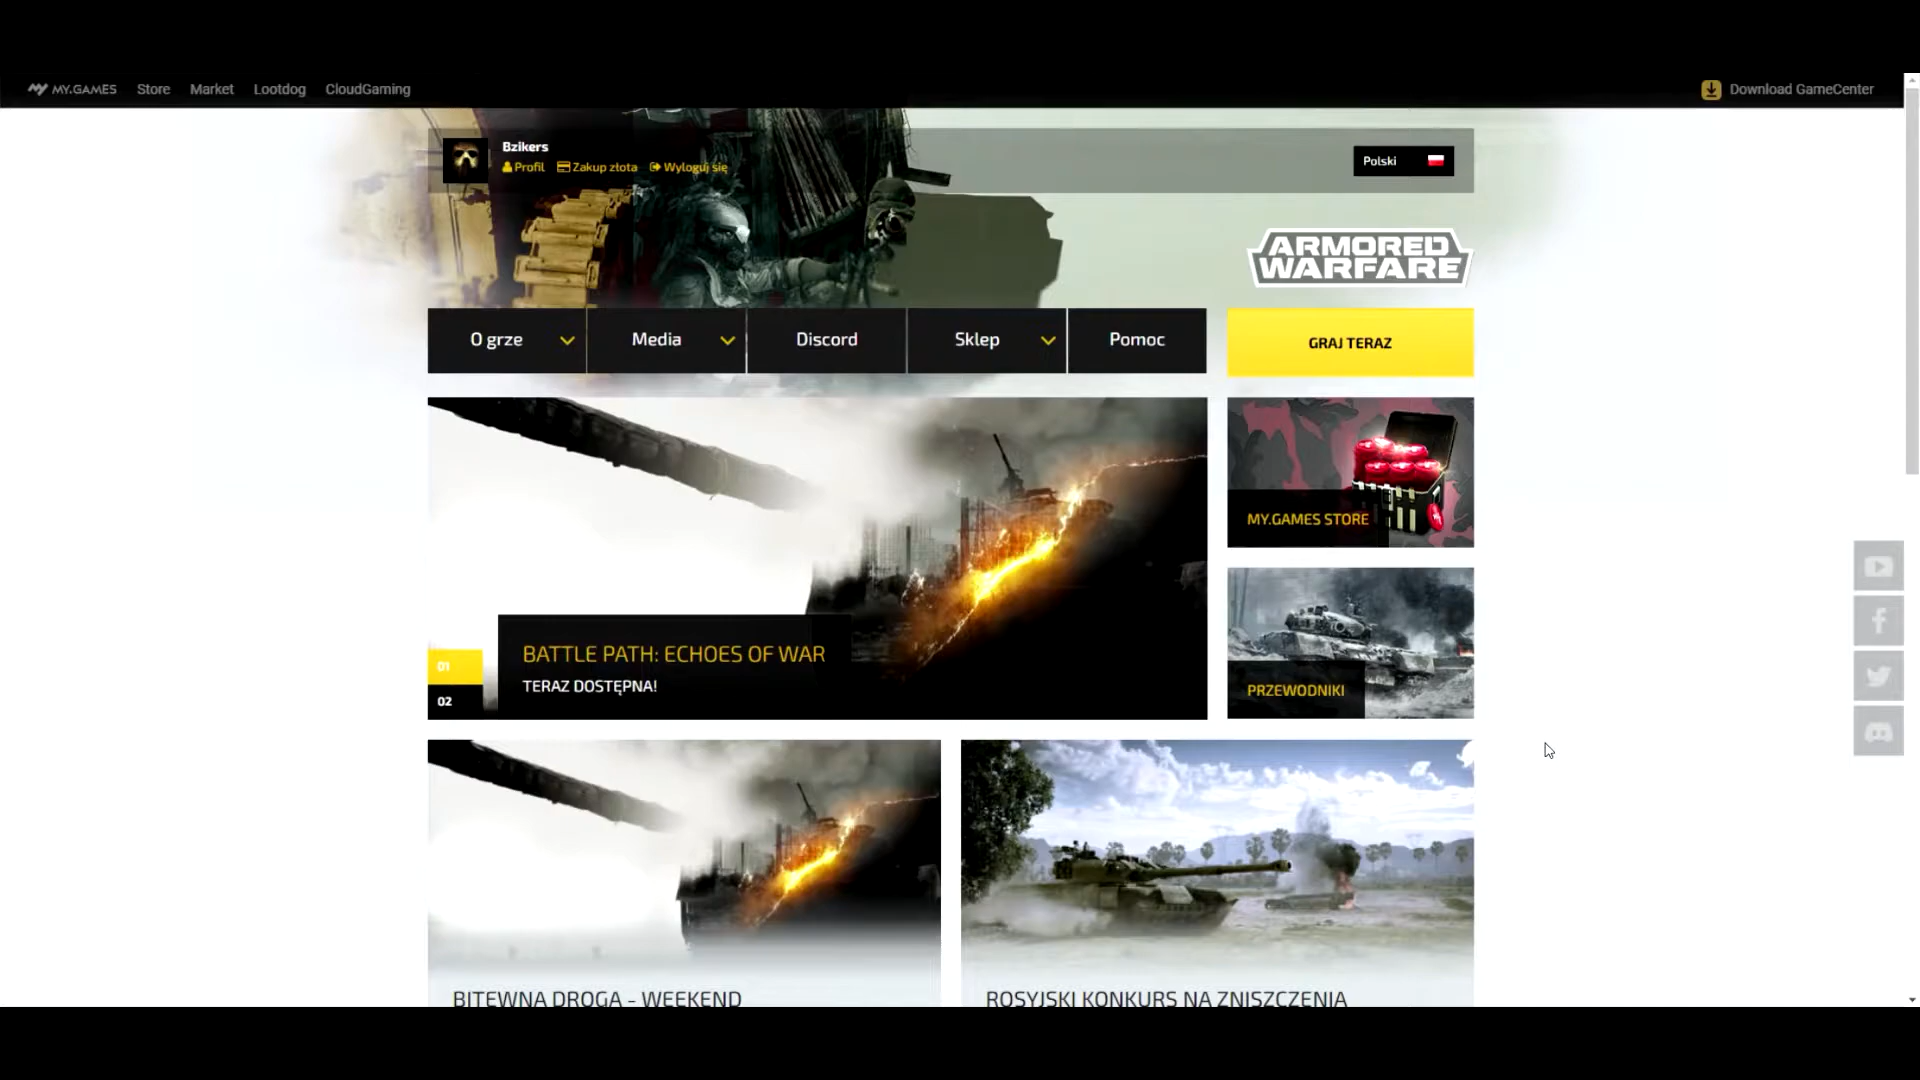 MY.GAMES Store Market Lootdog CloudGaming Download GameCenter
Bzikers
Profil Zakup złota Wyloguj się
Polski
ARMORED
WARFARE
O grze Media Discord Sklep Pomoc GRAJ TERAZ
MY.GAMES STORE
BATTLE PATH: ECHOES OF WAR
TERAZ DOSTĘPNA!
01
02
PRZEWODNIKI
BITEWNA DROGA - WEEKEND
ROSYJSKI KONKURS NA ZNISZCZENIA